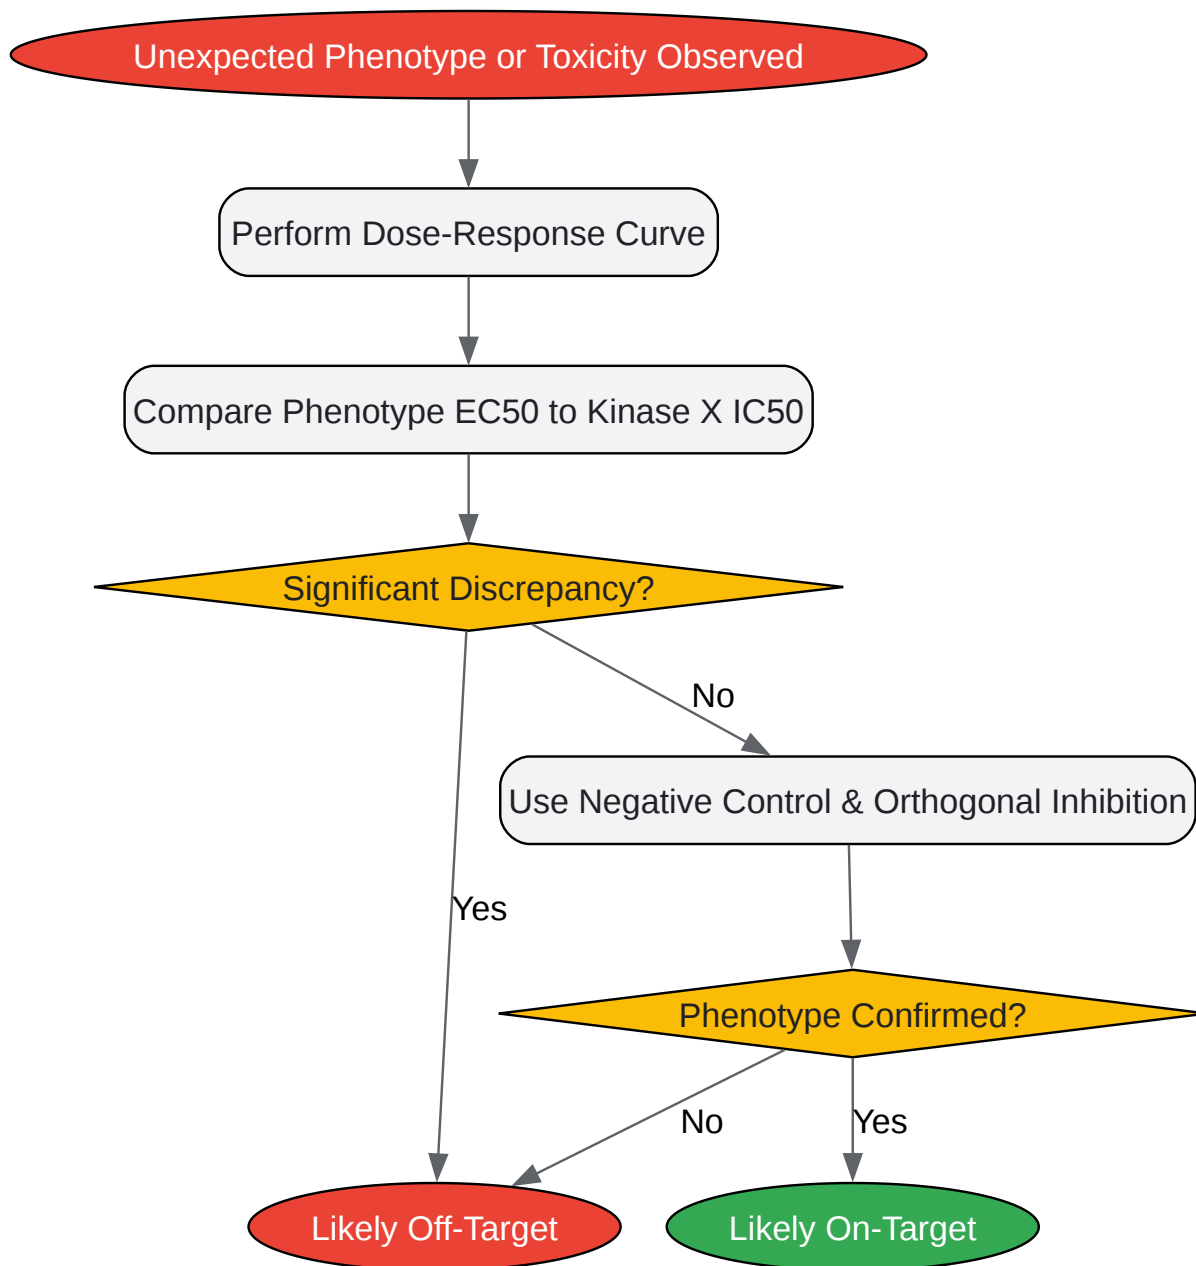 Unexpected Phenotype or Toxicity Observed
Perform Dose-Response Curve
Compare Phenotype EC50 to Kinase X IC50
Significant Discrepancy?
No
Use Negative Control & Orthogonal Inhibition
Yes
Phenotype Confirmed?
No
Yes
Likely Off-Target
Likely On-Target